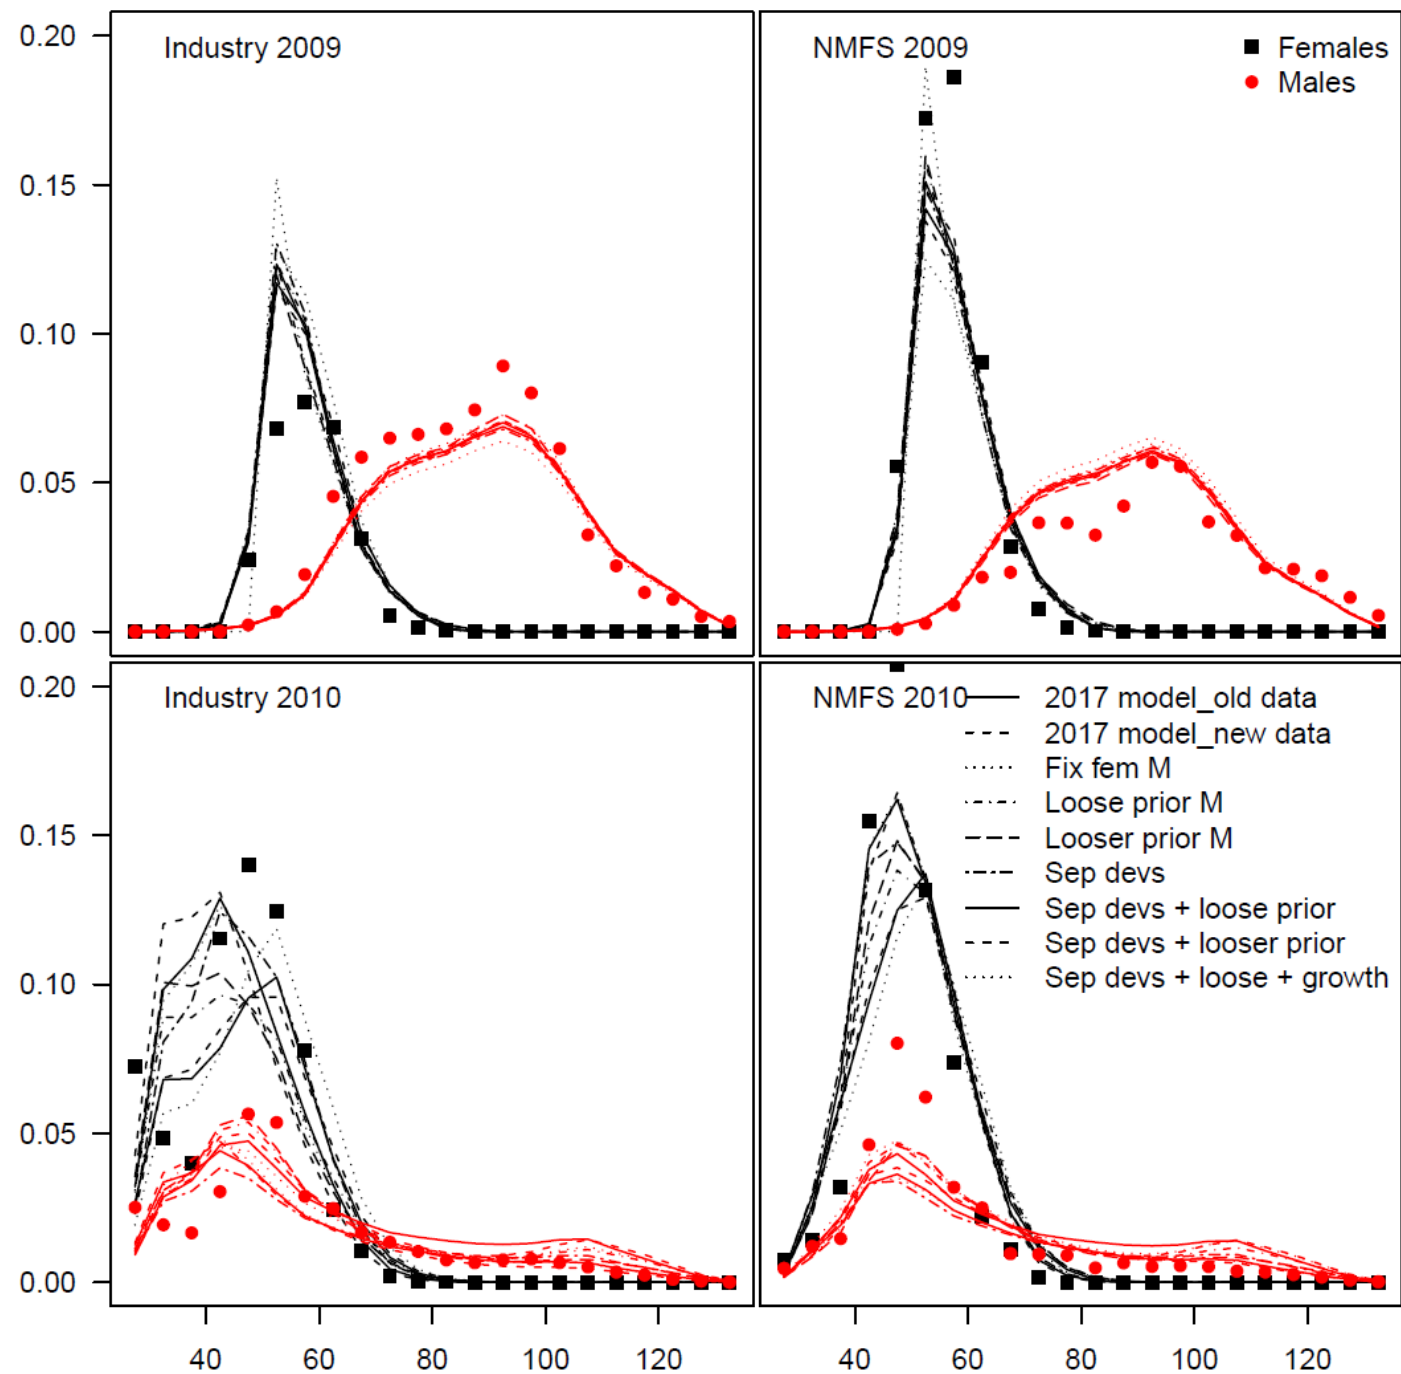 Industry 2009
NMFS 2009
Females
Males
0.20
0.15
0.10
0.05
0.00
Industry 2010
NMFS 2010
2017 model_old data
2017 model_new data
Fix fem M
Loose prior M
Looser prior M
Sep devs
Sep devs + loose prior
Sep devs + looser prior
Sep devs + loose + growth
0.20
0.15
0.10
0.05
0.00
40 60 80 100 120
40 60 80 100 120